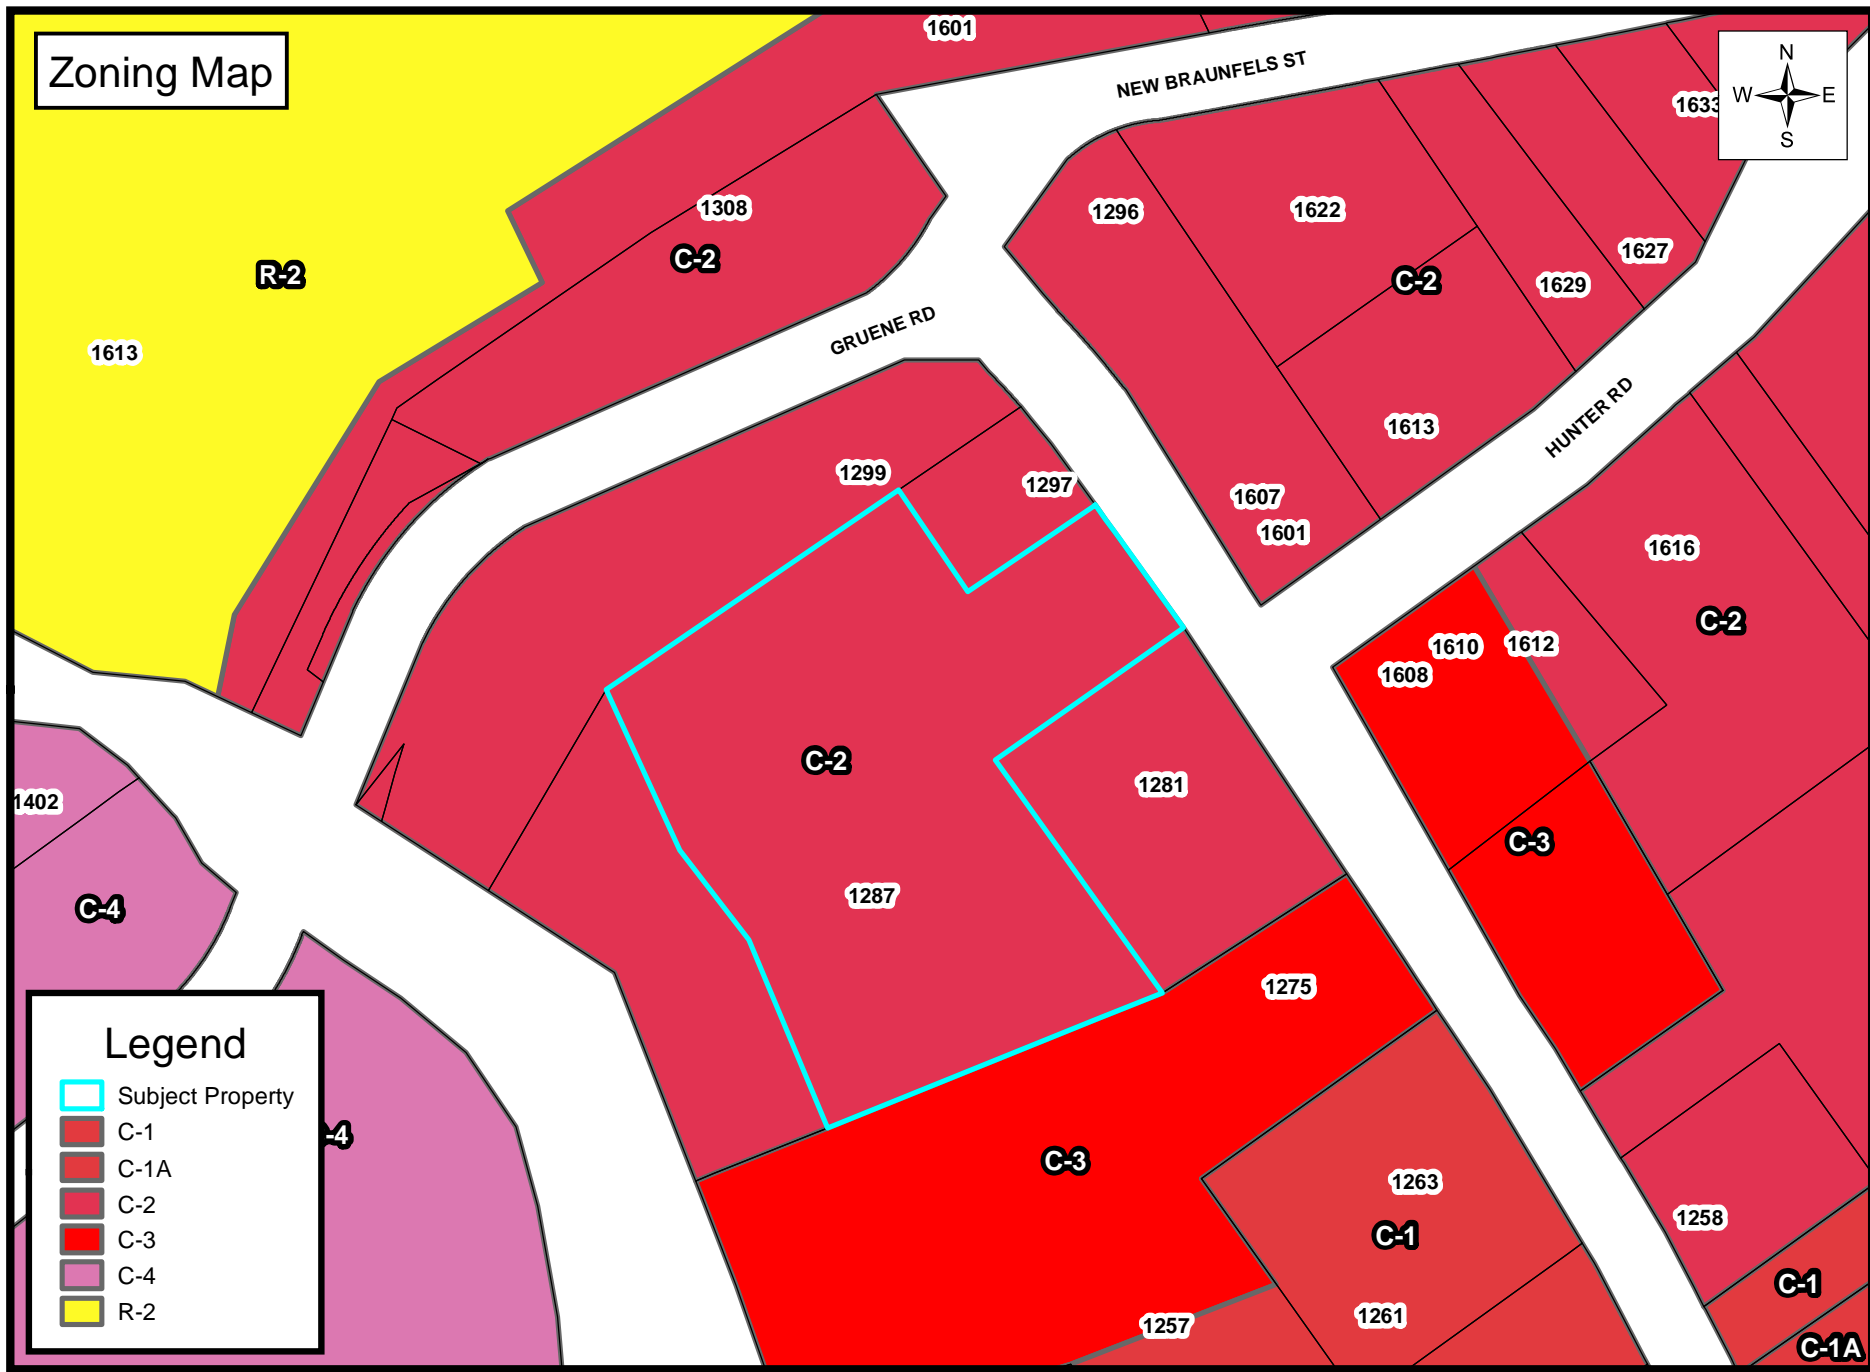 Zoning Map
1601
NEW BRAUNFELS ST
N
W E
S
1633
1308
C-2
1296
1622
C-2
1627
1629
R-2
1613
GRUENE RD
HUNTER RD
1613
1299
1297
1607
1601
1616
C-2
1612
1610
1608
C-2
1281
1287
C-3
1402
C-4
1275
C-3
1263
C-1
1258
C-1
1261
1257
C-1A
-4
Legend
Subject Property
C-1
C-1A
C-2
C-3
C-4
R-2